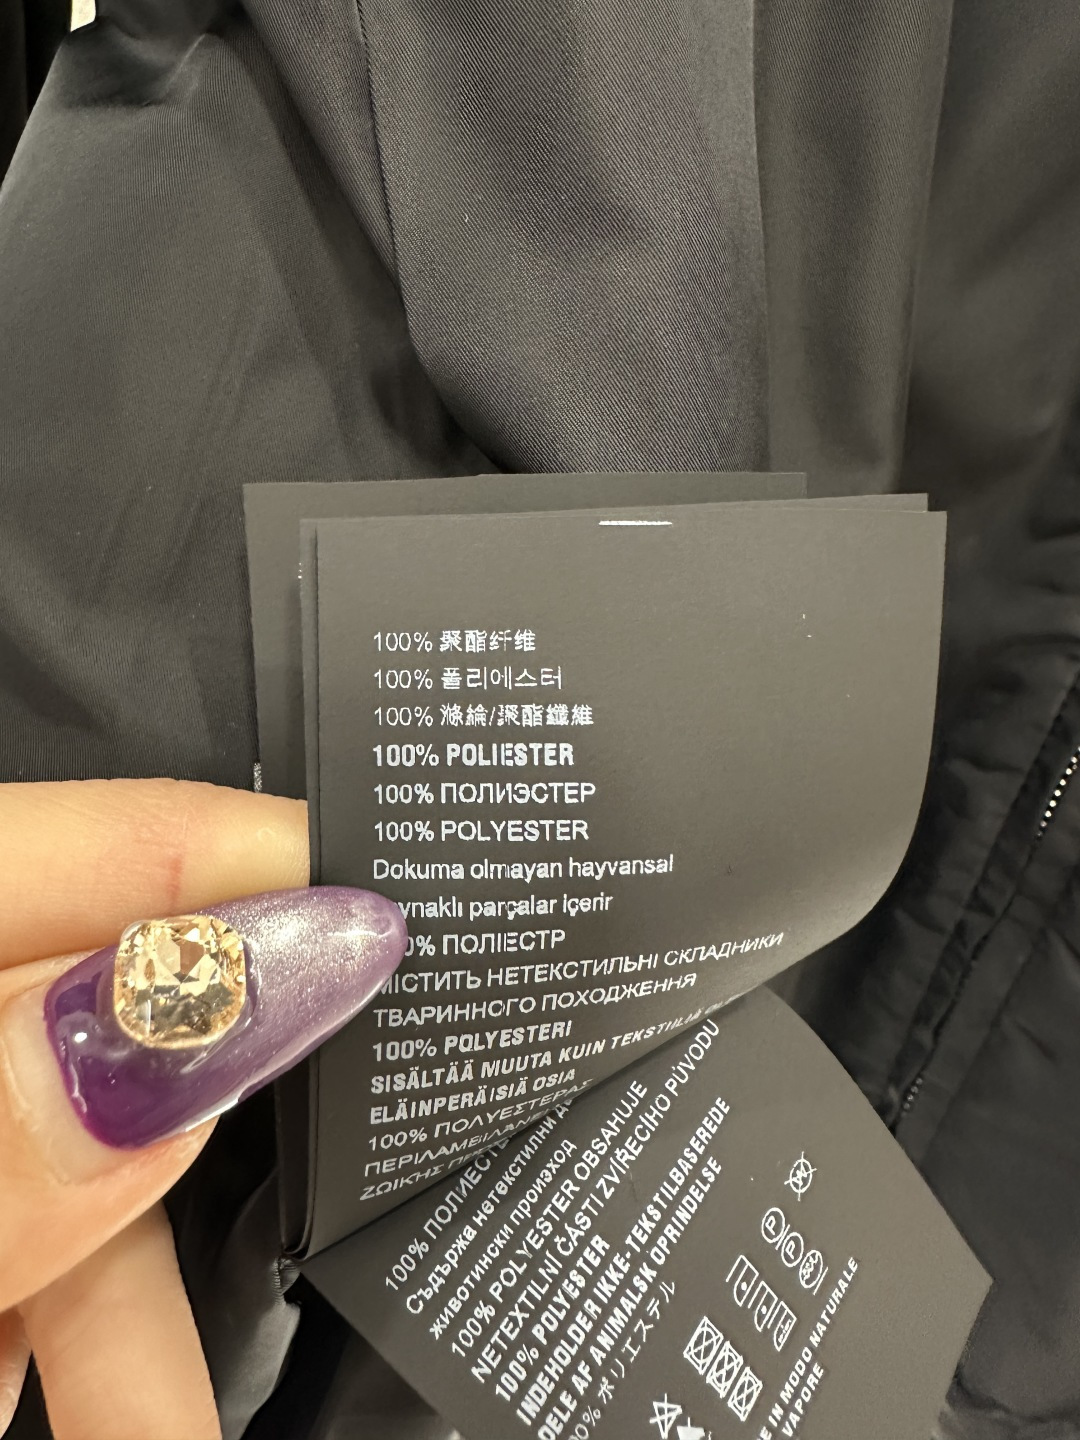 100% 聚酯纤维
100% 폴리에스터
100% 滌綸/聚酯纖維
100% POLIESTER
100% ПОЛИЭСТЕР
100% POLYESTER
Dokuma olmayan hayvansal
parçalar içerir
ПОЛІЕСТР
МІСТИТЬ НЕТЕКСТИЛЬНІ СКЛАДНИКИ
ТВАРИННОГО ПОХОДЖЕННЯ
100% POLYESTERI
SISÄLTÄÄ MUUTA KUIN
ELÄINPERÄISIÄ OSIA
100% ΠΟΛΥΕΣΤΕΡΑΣ
ΖΩΙΚΗΣ
100%
Съдържа нетекстилни
животински произход
100% POLYESTER OBSAHUJE
NETEXTILNÍ ČÁSTI ZVÍŘECÍHO PŮVODU
100% POLYESTER
INDEHOLDER IKKE-TEKSTILBASEREDE
DELE AF ANIMALSK OPRINDELSE
ポリエステル
IN MODO NATURALE
VAPORE